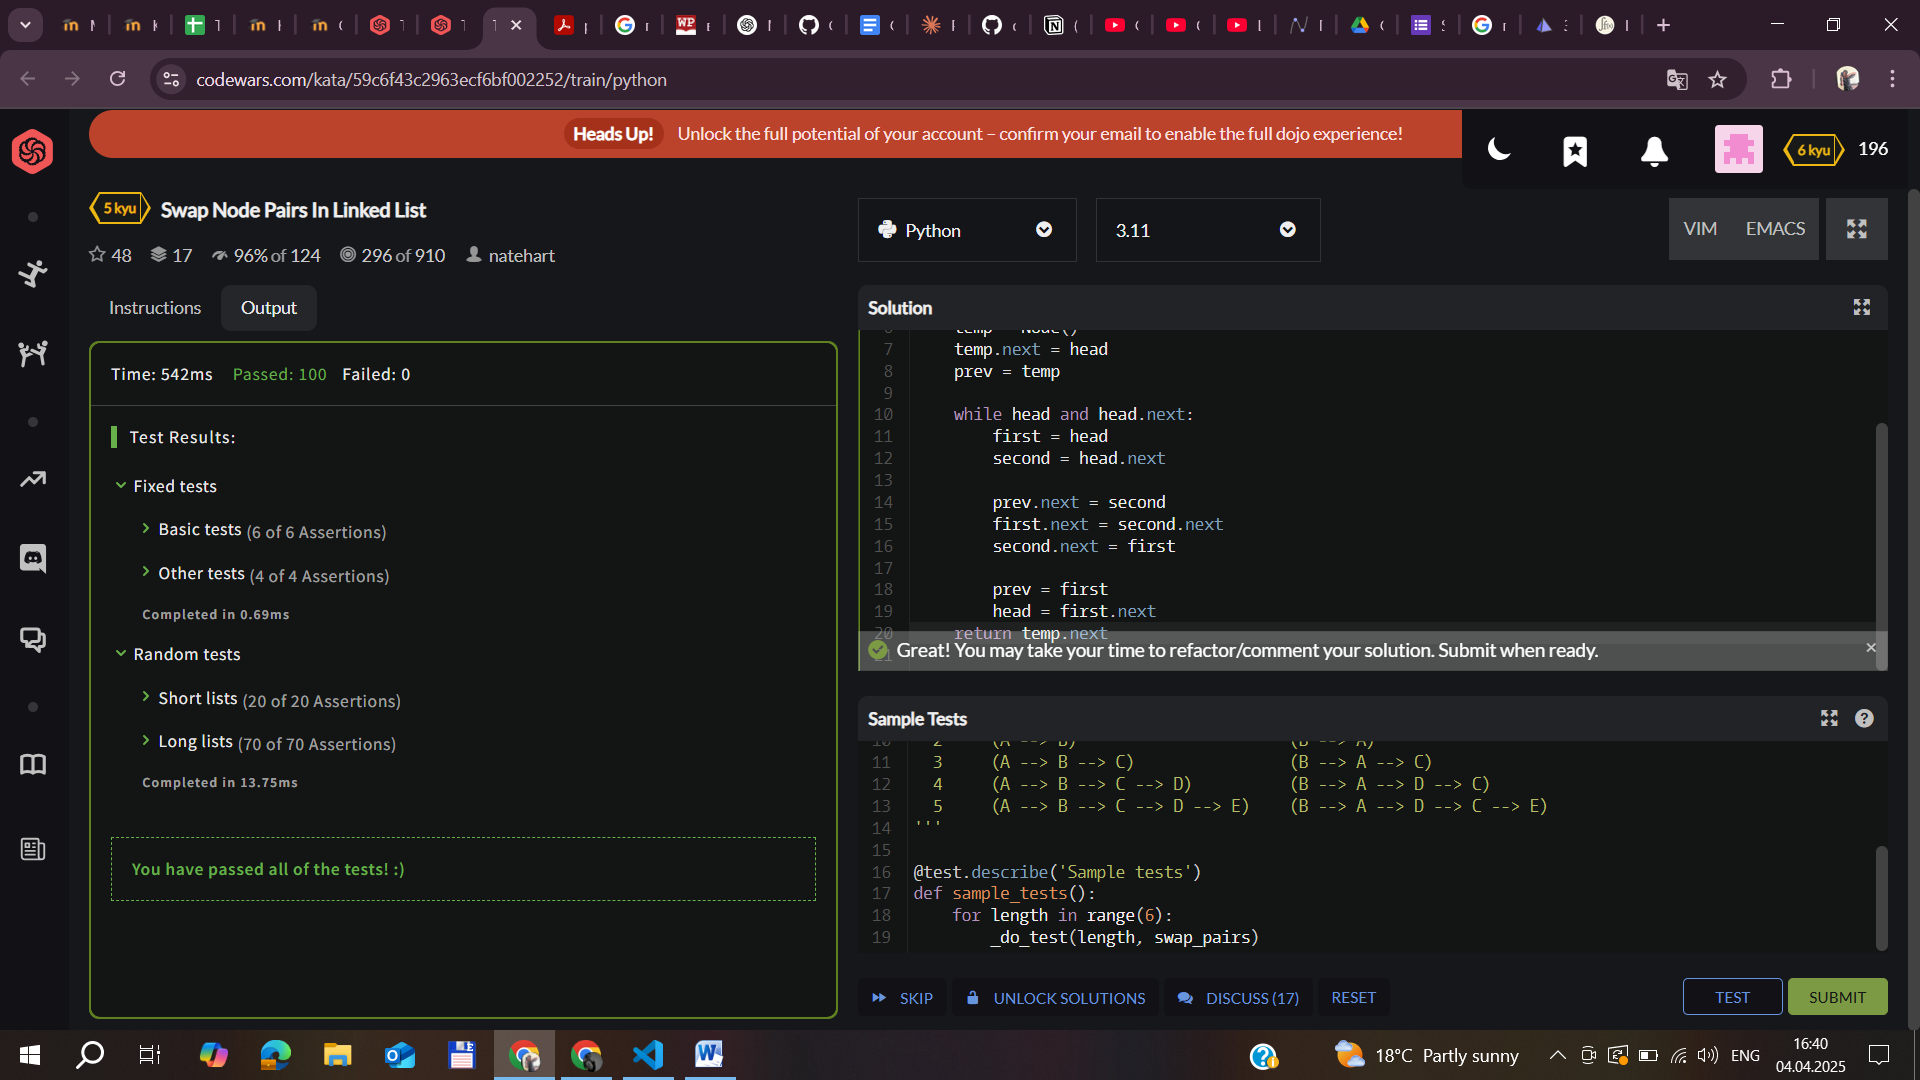 codewars.com/kata/59c6f43c2963ecf6bf002252/train/python
Heads Up! Unlock the full potential of your account – confirm your email to enable the full dojo experience!
6 kyu 196
5 kyu Swap Node Pairs In Linked List
48 17 96% of 124 296 of 910 natehart
Python
3.11
VIM EMACS
Instructions Output
Time: 542ms Passed: 100 Failed: 0
Test Results:
Fixed tests
Basic tests (6 of 6 Assertions)
Other tests (4 of 4 Assertions)
Completed in 0.69ms
Random tests
Short lists (20 of 20 Assertions)
Long lists (70 of 70 Assertions)
Completed in 13.75ms
You have passed all of the tests! :)
Solution
6 temp = Node()
7 temp.next = head
8 prev = temp
9
10 while head and head.next:
11 first = head
12 second = head.next
13
14 prev.next = second
15 first.next = second.next
16 second.next = first
17
18 prev = first
19 head = first.next
20 return temp.next
21
Great! You may take your time to refactor/comment your solution. Submit when ready.
Sample Tests
10 2 (A --> B) (B --> A)
11 3 (A --> B --> C) (B --> A --> C)
12 4 (A --> B --> C --> D) (B --> A --> D --> C)
13 5 (A --> B --> C --> D --> E) (B --> A --> D --> C --> E)
14 '''
15
16 @test.describe('Sample tests')
17 def sample_tests():
18 for length in range(6):
19 _do_test(length, swap_pairs)
SKIP UNLOCK SOLUTIONS DISCUSS (17) RESET TEST SUBMIT
18°C Partly sunny ENG 16:40
04.04.2025